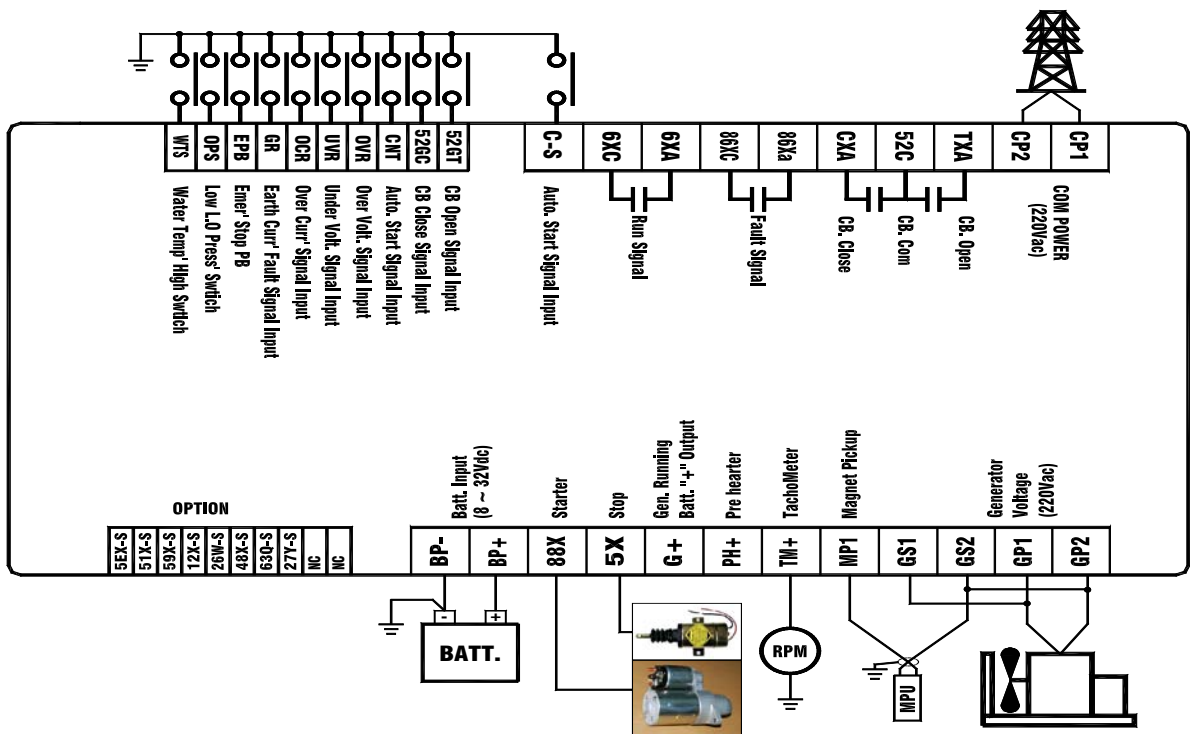 WTS
OPS
EPB
GR
OCR
UVR
OVR
CNT
52GC
52GT
C-S
6XC
6XA
86XC
86Xa
CXA
52C
TXA
CP2
CP1
Water Temp' High Swtich
Low L.O Press' Swtich
Emer' Stop PB
Earth Curr' Fault Signal Input
Over Curr' Signal Input
Under Volt. Signal Input
Over Volt. Signal Input
Auto. Start Signal Input
CB Close Signal Input
CB Open Signal Input
Auto. Start Signal Input
Run Signal
Fault Signal
CB. Close
CB. Com
CB. Open
COM POWER
(220Vac)
OPTION
5EX-S
51X-S
59X-S
12X-S
26W-S
48X-S
63Q-S
27Y-S
NC
NC
Batt. Input
(8 ~ 32Vdc)
Starter
Stop
Gen. Running
Batt. "+" Output
Pre hearter
TachoMeter
Magnet Pickup
Generator
Voltage
(220Vac)
BP-
BP+
88X
5X
G+
PH+
TM+
MP1
GS1
GS2
GP1
GP2
- +
BATT.
RPM
MPU